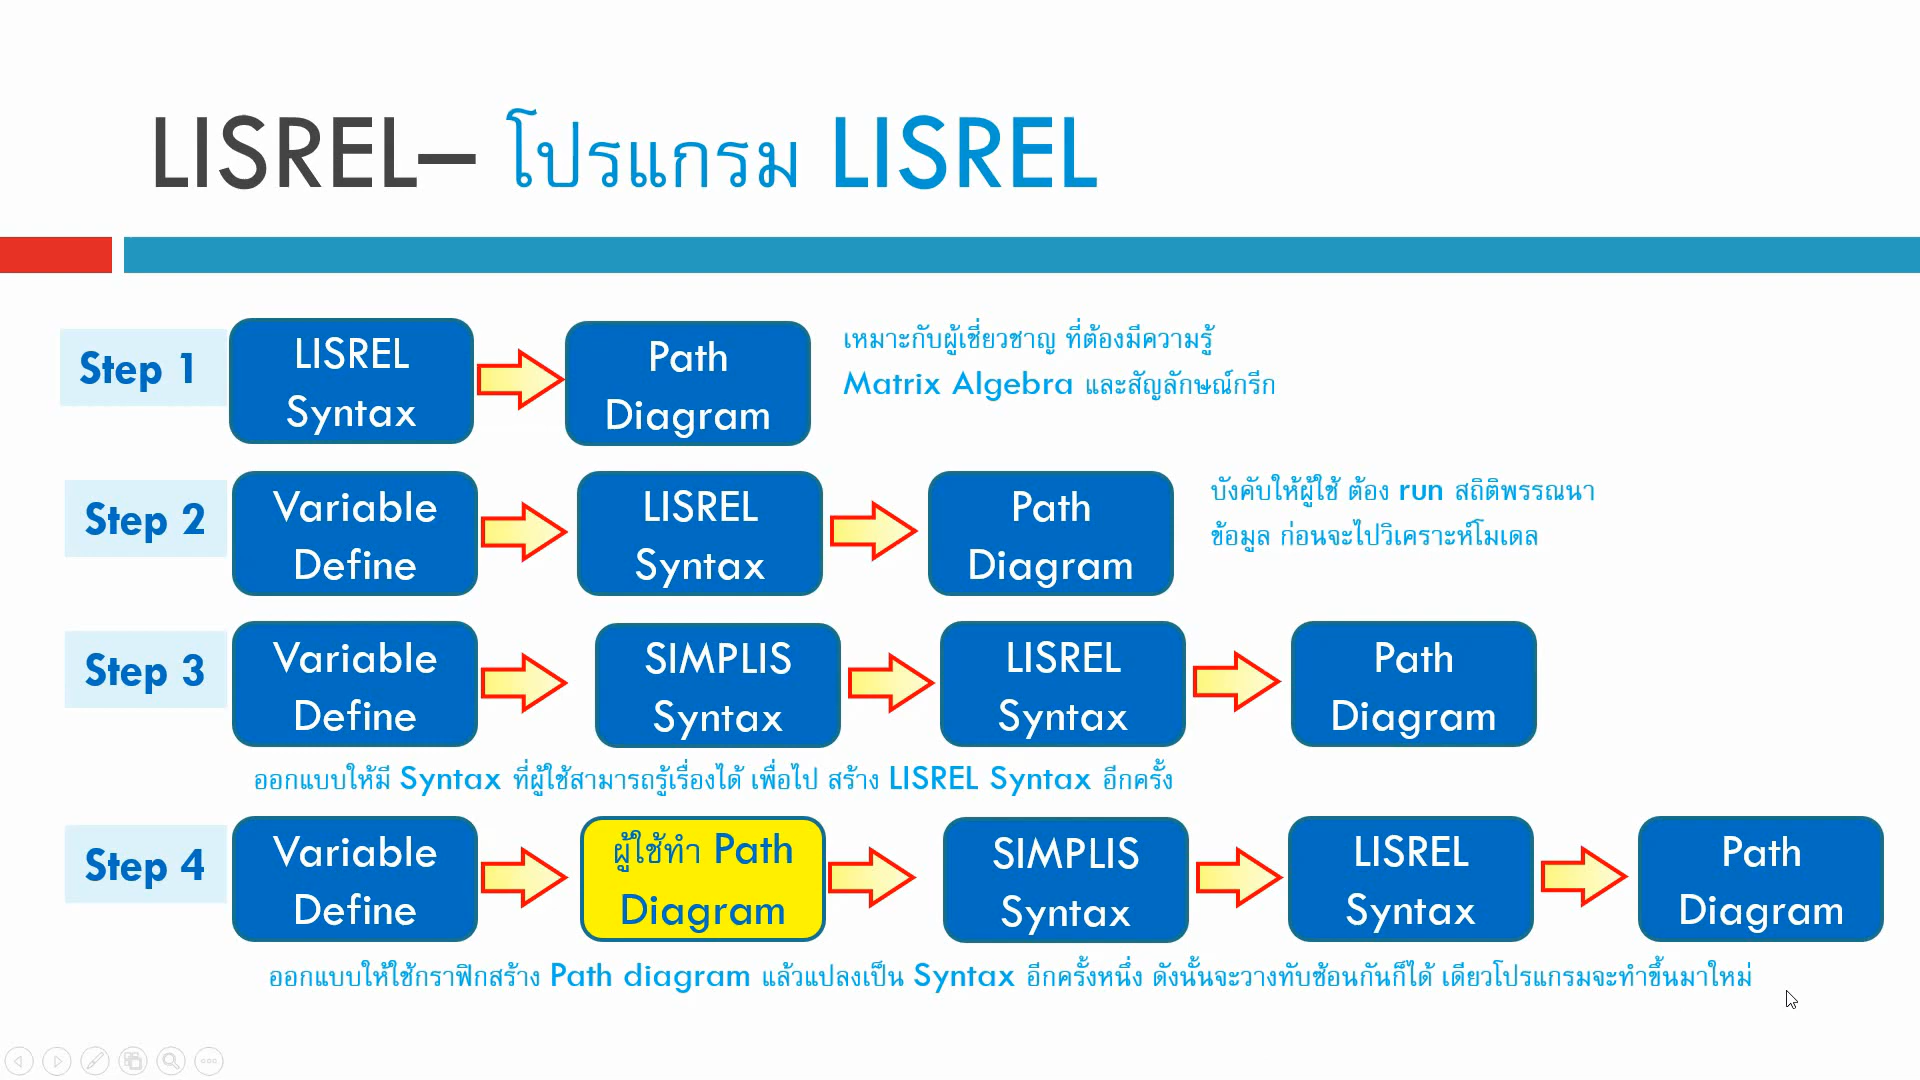 LISREL– โปรแกรม LISREL
Step 1
LISREL
Syntax
Path
Diagram
เหมาะกับผู้เชี่ยวชาญ ที่ต้องมีความรู้
Matrix Algebra และสัญลักษณ์กรีก
Step 2
Variable
Define
LISREL
Syntax
Path
Diagram
บังคับให้ผู้ใช้ ต้อง run สถิติพรรณนา
ข้อมูล ก่อนจะไปวิเคราะห์โมเดล
Step 3
Variable
Define
SIMPLIS
Syntax
LISREL
Syntax
Path
Diagram
ออกแบบให้มี Syntax ที่ผู้ใช้สามารถรู้เรื่องได้ เพื่อไป สร้าง LISREL Syntax อีกครั้ง
Step 4
Variable
Define
ผู้ใช้ทำ Path
Diagram
SIMPLIS
Syntax
LISREL
Syntax
Path
Diagram
ออกแบบให้ใช้กราฟิกสร้าง Path diagram แล้วแปลงเป็น Syntax อีกครั้งหนึ่ง ดังนั้นจะวางทับซ้อนกันก็ได้ เดียวโปรแกรมจะทำขึ้นมาใหม่